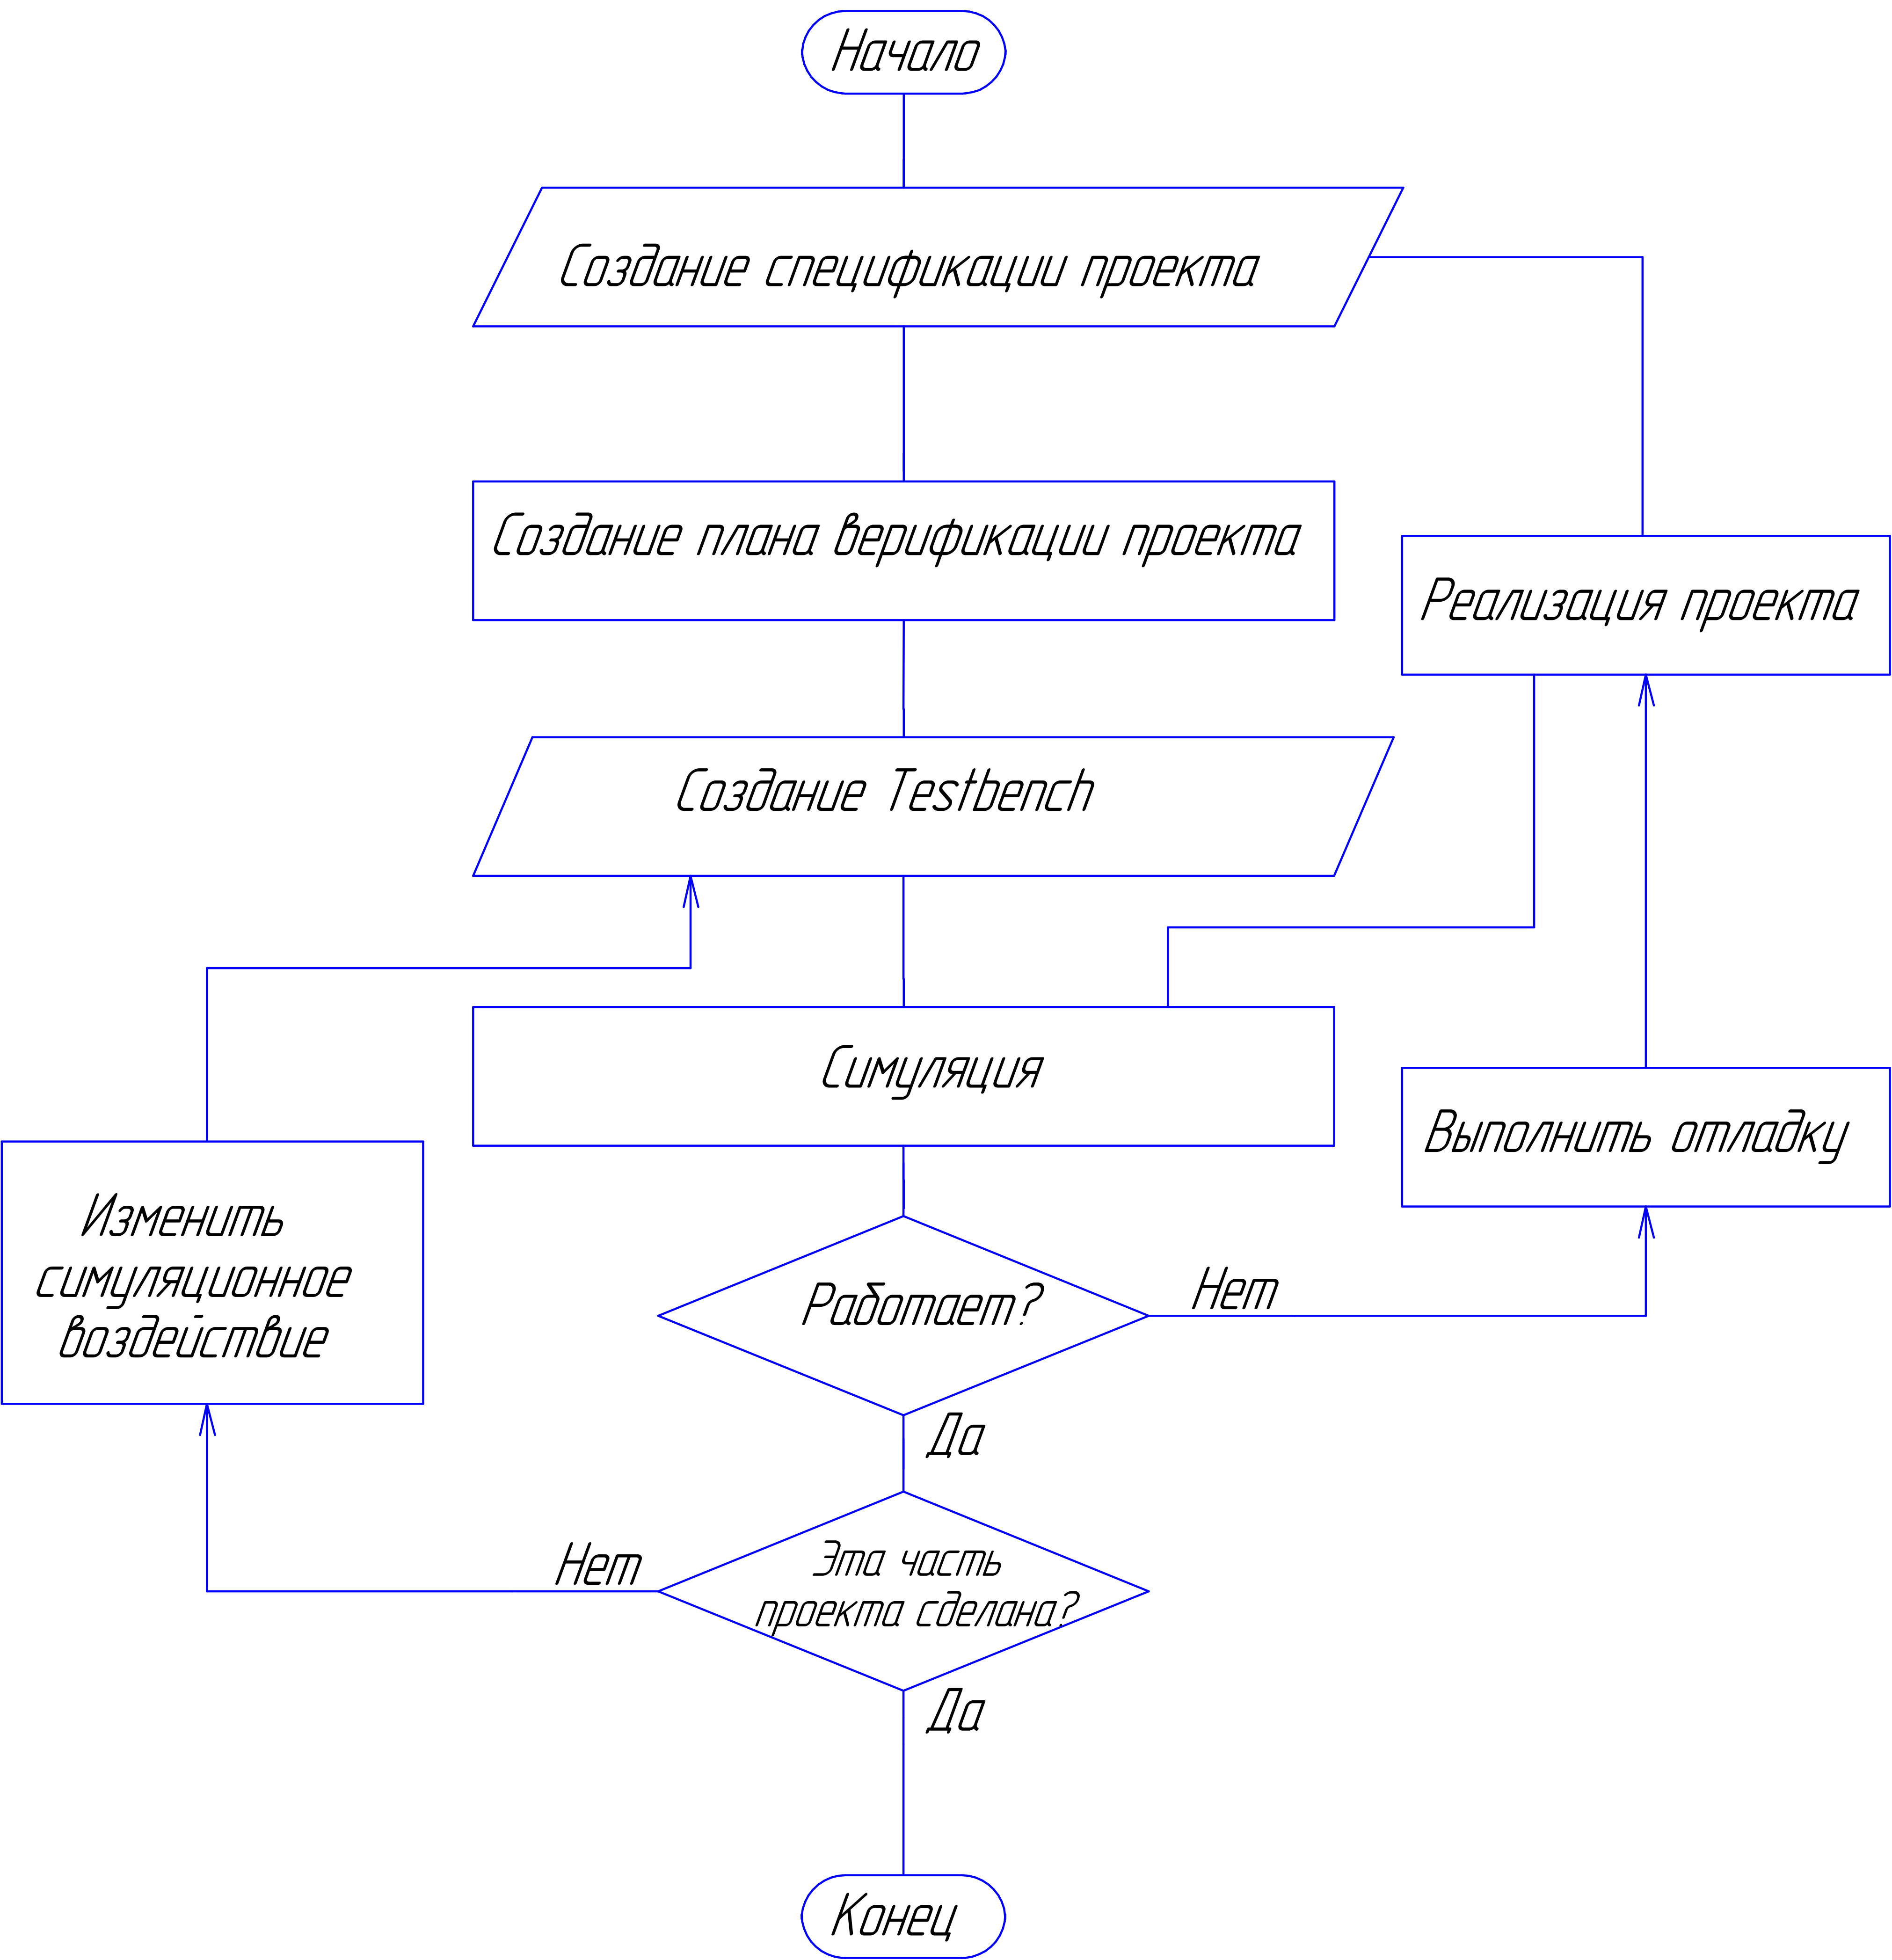 Начало
Создание спецификации проекта
Создание плана верификации проекта
Реализация проекта
Создание Testbench
Симуляция
Выполнить отладку
Изменить
симуляционное
воздействие
Работает?
Нет
Да
Нет
Эта часть
проекта сделана?
Да
Конец